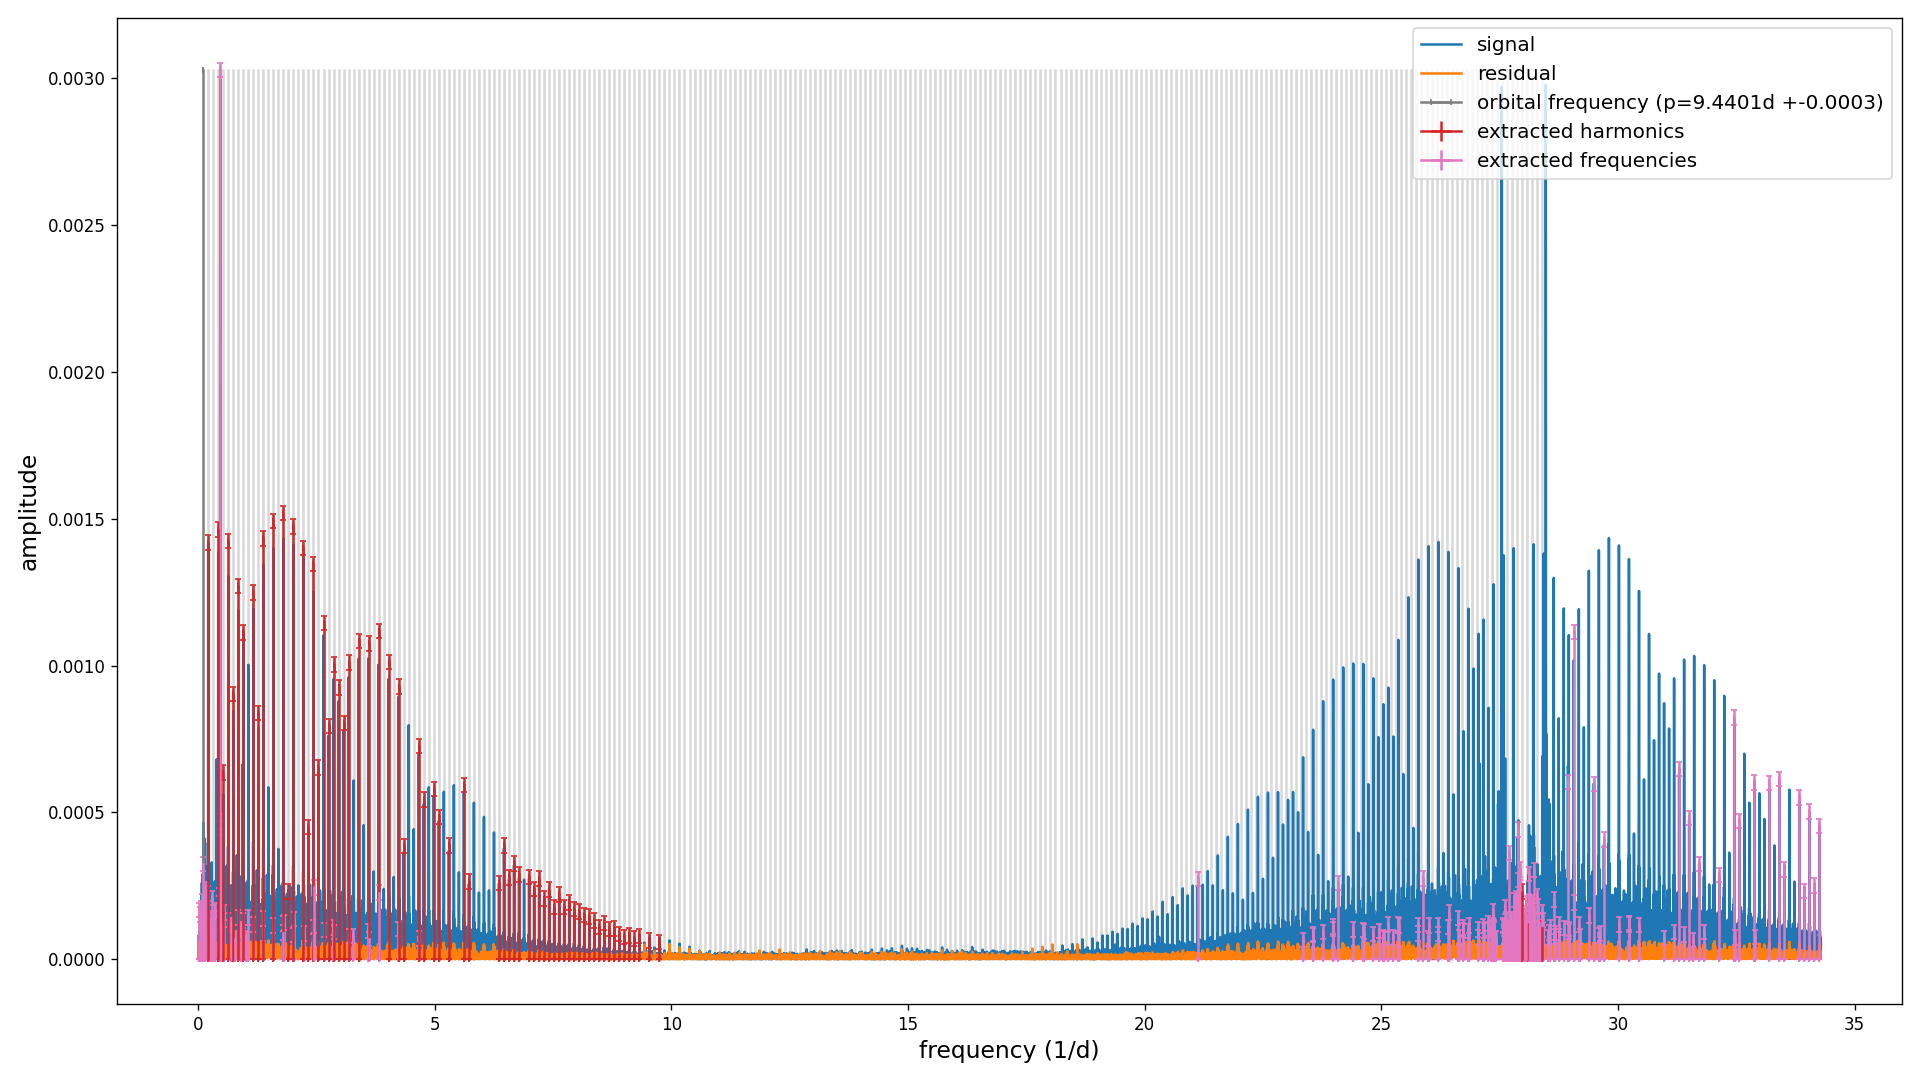 signal
residual
orbital frequency (p=9.4401d +-0.0003)
extracted harmonics
extracted frequencies
0.0030
0.0025
0.0020
0.0015
0.0010
0.0005
0.0000
amplitude
0 5 10 15 20 25 30 35
frequency (1/d)